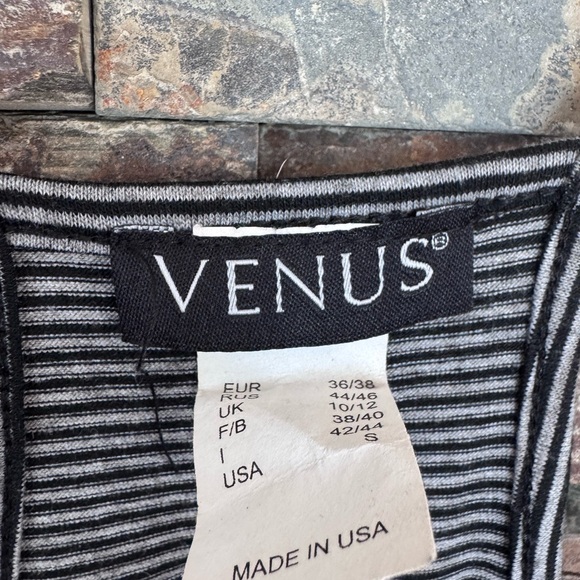 VENUS®
EUR 36/38
RUS 44/46
UK 10/12
F/B 38/40
I 42/44
USA S
MADE IN USA